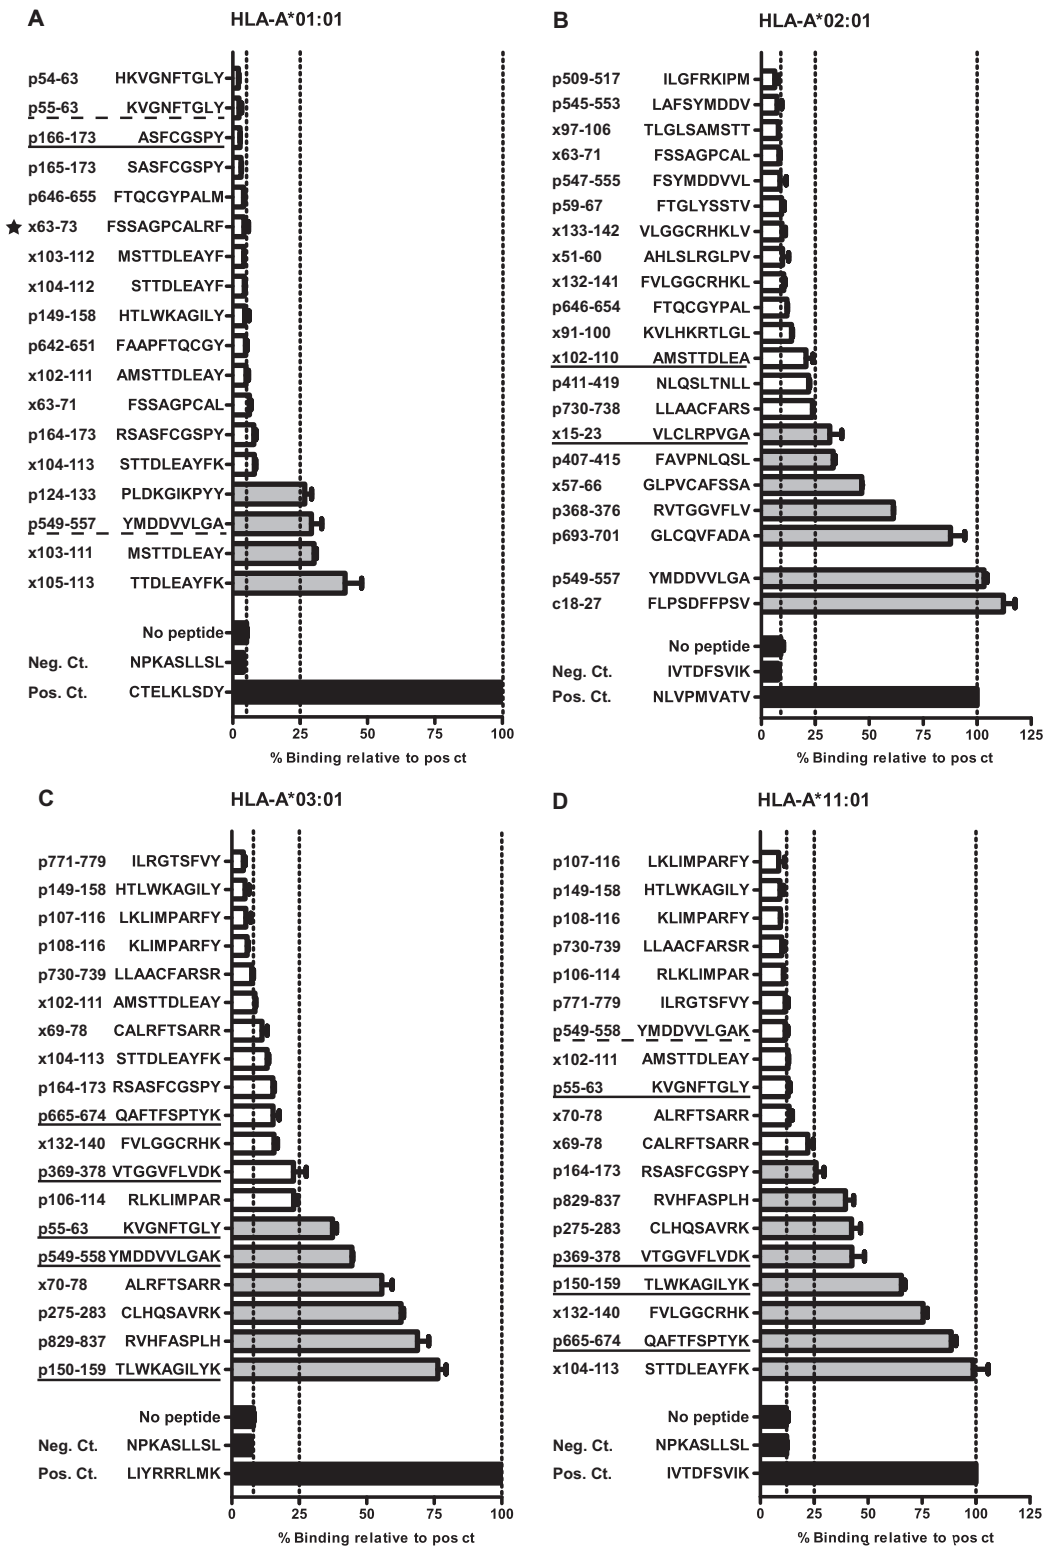 A HLA-A*01:01
p54-63 HKVGNFTGLY
p55-63 KVGNFTGLY
p166-173 ASFCGSPY
p165-173 SASFCGSPY
p646-655 FTQCGYPALM
★ x63-73 FSSAGPCALRF
x103-112 MSTTDLEAYF
x104-112 STTDLEAYF
p149-158 HTLWKAGILY
p642-651 FAAPFTQCGY
x102-111 AMSTTDLEAY
x63-71 FSSAGPCAL
p164-173 RSASFCGSPY
x104-113 STTDLEAYFK
p124-133 PLDKGIKPYY
p549-557 YMDDVVLGA
x103-111 MSTTDLEAY
x105-113 TTDLEAYFK
No peptide
Neg. Ct. NPKASLLSL
Pos. Ct. CTELKLSDY
0 25 50 75 100
% Binding relative to pos ct
B HLA-A*02:01
p509-517 ILGFRKIPM
p545-553 LAFSYMDDV
x97-106 TLGLSAMSTT
x63-71 FSSAGPCAL
p547-555 FSYMDDVVL
p59-67 FTGLYSSTV
x133-142 VLGGCRHKLV
x51-60 AHLSLRGLPV
x132-141 FVLGGCRHKL
p646-654 FTQCGYPAL
x91-100 KVLHKRTLGL
x102-110 AMSTTDLEA
p411-419 NLQSLTNLL
p730-738 LLAACFARS
x15-23 VLCLRPVGA
p407-415 FAVPNLQSL
x57-66 GLPVCAFSSA
p368-376 RVTGGVFLV
p693-701 GLCQVFADA
p549-557 YMDDVVLGA
c18-27 FLPSDFFPSV
No peptide
Neg. Ct. IVTDFSVIK
Pos. Ct. NLVPMVATV
0 25 50 75 100 125
% Binding relative to pos ct
C HLA-A*03:01
p771-779 ILRGTSFVY
p149-158 HTLWKAGILY
p107-116 LKLIMPARFY
p108-116 KLIMPARFY
p730-739 LLAACFARSR
x102-111 AMSTTDLEAY
x69-78 CALRFTSARR
x104-113 STTDLEAYFK
p164-173 RSASFCGSPY
p665-674 QAFTFSPTYK
x132-140 FVLGGCRHK
p369-378 VTGGVFLVDK
p106-114 RLKLIMPAR
p55-63 KVGNFTGLY
p549-558 YMDDVVLGAK
x70-78 ALRFTSARR
p275-283 CLHQSAVRK
p829-837 RVHFASPLH
p150-159 TLWKAGILYK
No peptide
Neg. Ct. NPKASLLSL
Pos. Ct. LIYRRRLMK
0 25 50 75 100
% Binding relative to pos ct
D HLA-A*11:01
p107-116 LKLIMPARFY
p149-158 HTLWKAGILY
p108-116 KLIMPARFY
p730-739 LLAACFARSR
p106-114 RLKLIMPAR
p771-779 ILRGTSFVY
p549-558 YMDDVVLGAK
x102-111 AMSTTDLEAY
p55-63 KVGNFTGLY
x70-78 ALRFTSARR
x69-78 CALRFTSARR
p164-173 RSASFCGSPY
p829-837 RVHFASPLH
p275-283 CLHQSAVRK
p369-378 VTGGVFLVDK
p150-159 TLWKAGILYK
x132-140 FVLGGCRHK
p665-674 QAFTFSPTYK
x104-113 STTDLEAYFK
No peptide
Neg. Ct. NPKASLLSL
Pos. Ct. IVTDFSVIK
0 25 50 75 100 125
% Binding relative to pos ct